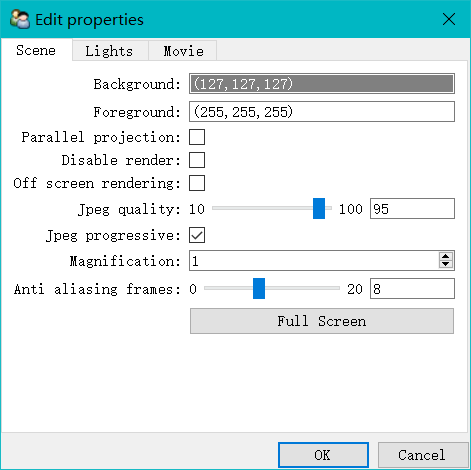 Edit properties
Scene Lights Movie
Background: (127,127,127)
Foreground: (255,255,255)
Parallel projection:
Disable render:
Off screen rendering:
Jpeg quality: 10 100 95
Jpeg progressive:
Magnification: 1
Anti aliasing frames: 0 20 8
Full Screen
OK Cancel